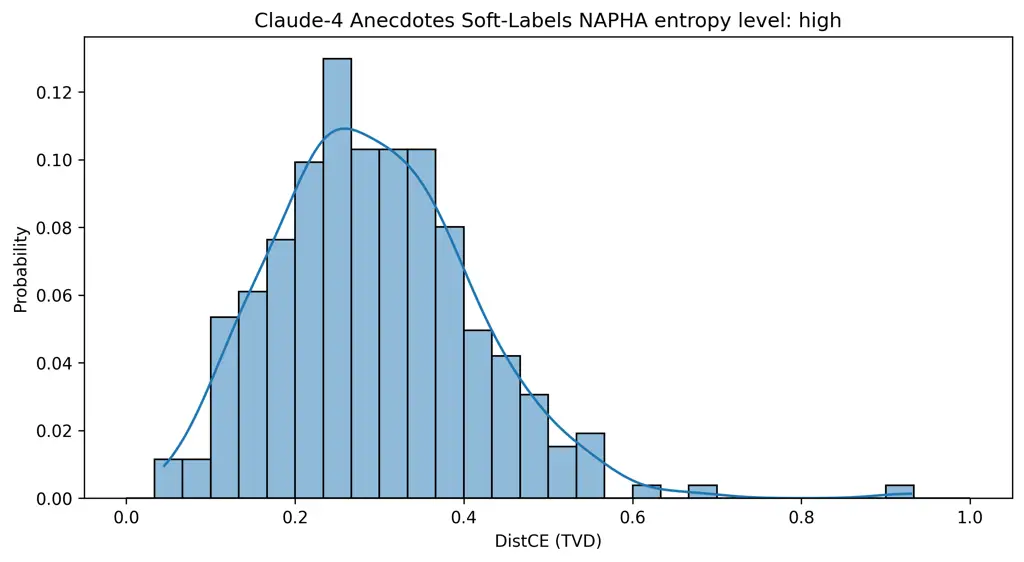 Claude-4 Anecdotes Soft-Labels NAPHA entropy level: high
0.12
0.10
0.08
0.06
0.04
0.02
0.00
Probability
0.0 0.2 0.4 0.6 0.8 1.0
DistCE (TVD)